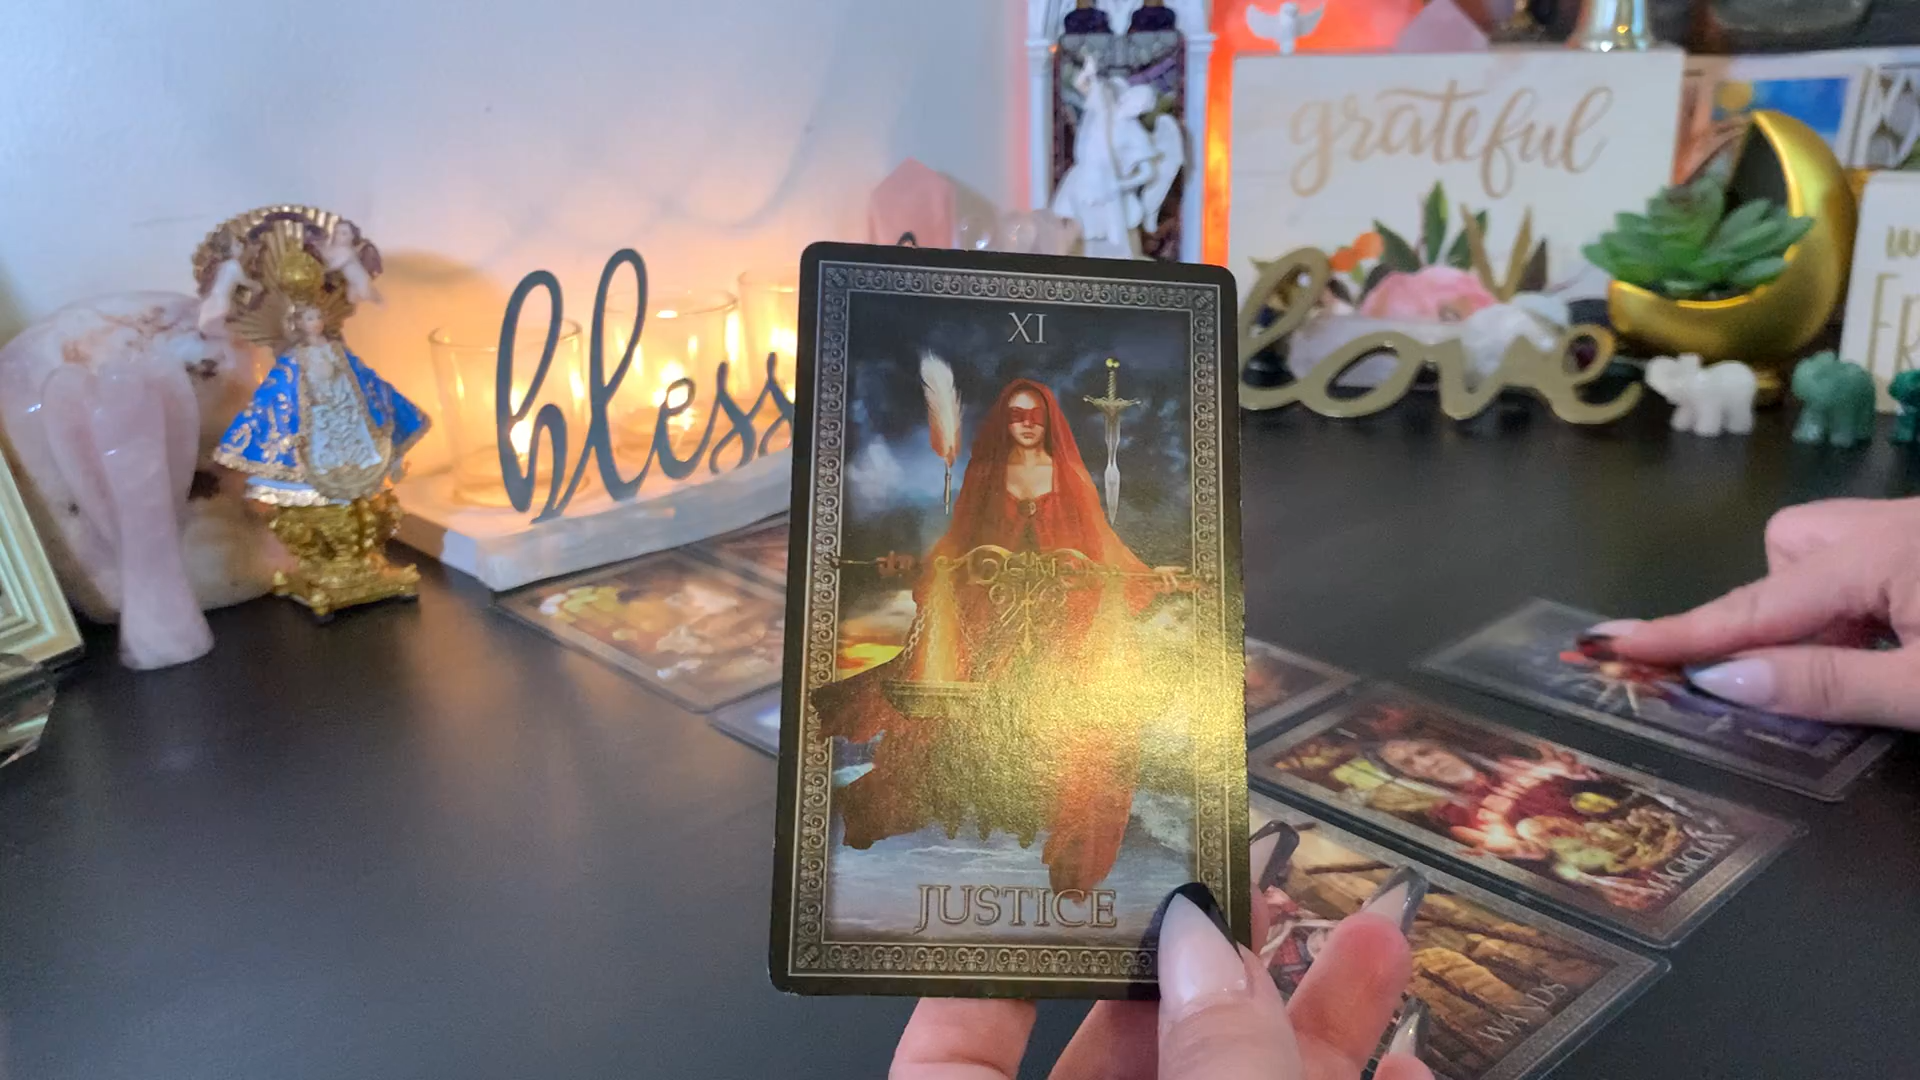 grateful
bless
love
XI
JUSTICE
MAGICIAN
WANDS